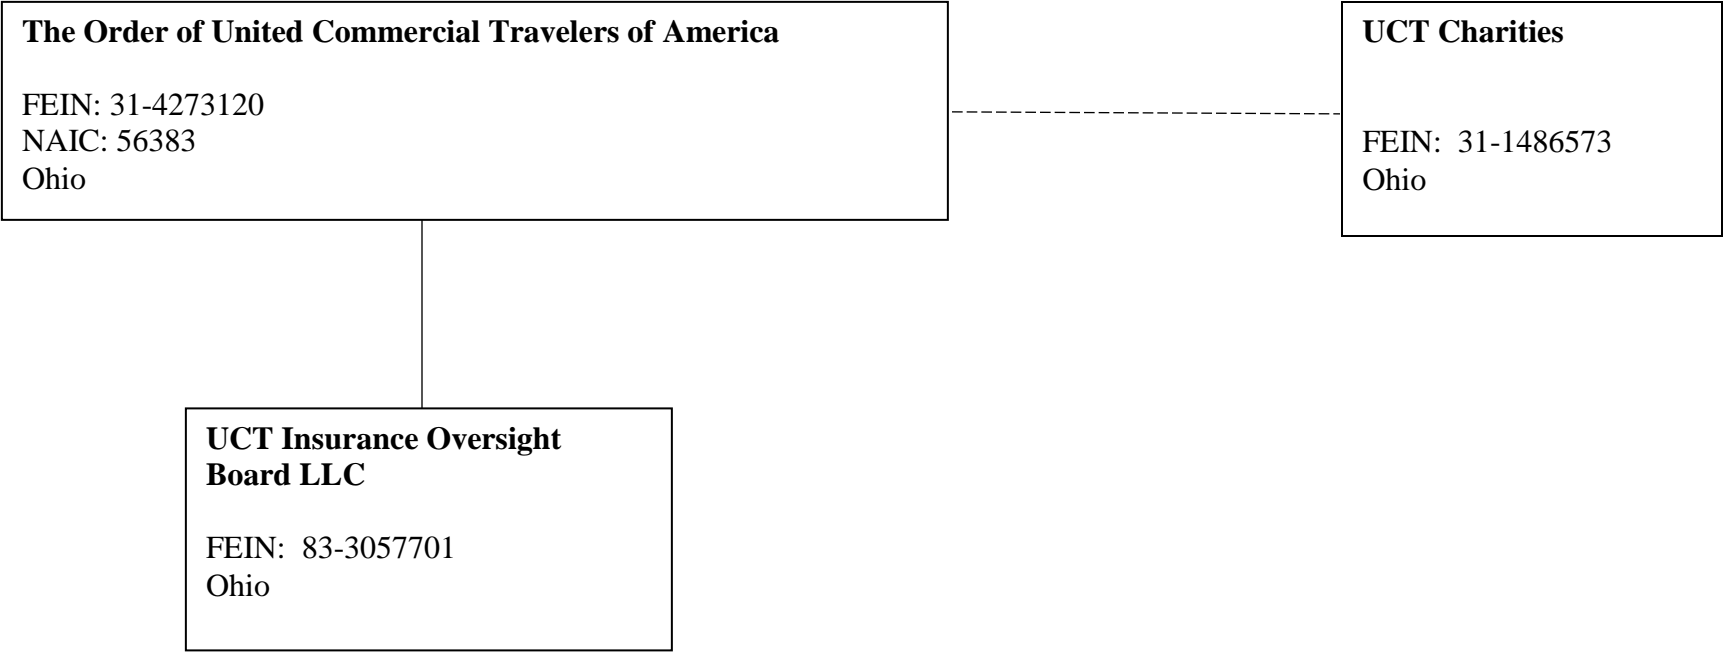 The Order of United Commercial Travelers of America
FEIN: 31-4273120
NAIC: 56383
Ohio
UCT Charities
FEIN:  31-1486573
Ohio
UCT Insurance Oversight
Board LLC
FEIN:  83-3057701
Ohio